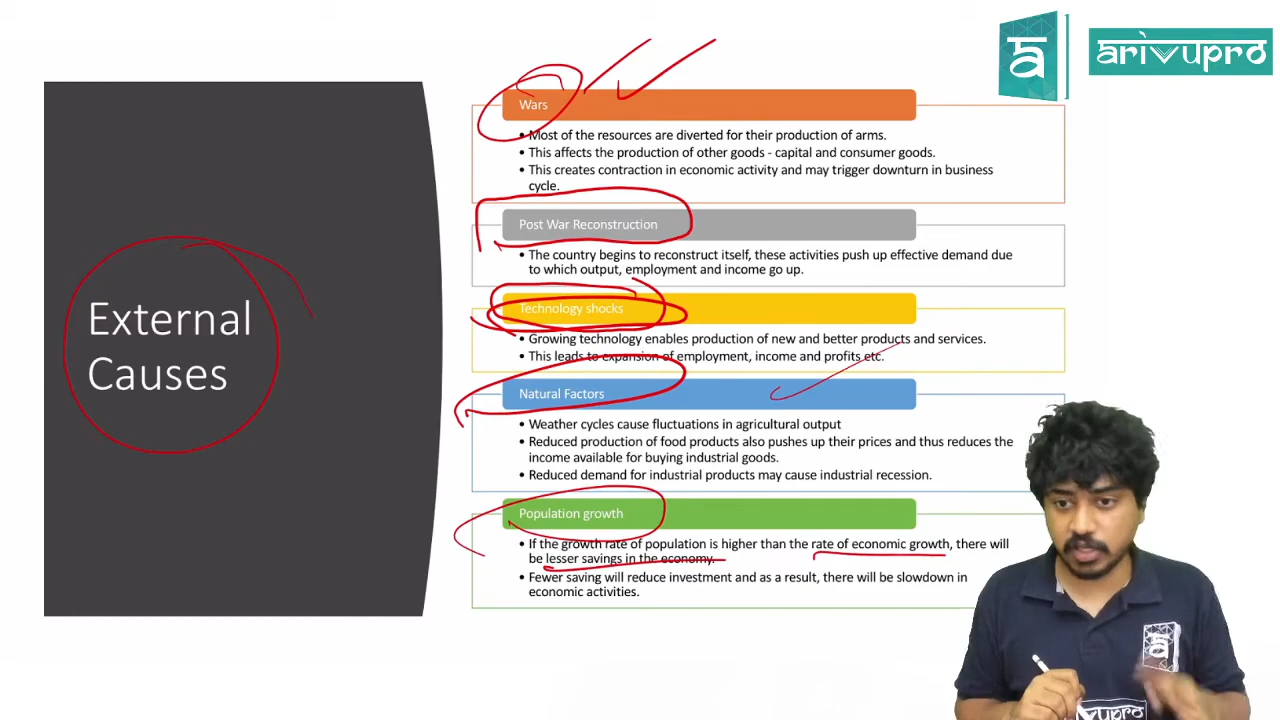 a
arivupro
Wars
• Most of the resources are diverted for their production of arms.
• This affects the production of other goods - capital and consumer goods.
• This creates contraction in economic activity and may trigger downturn in business
cycle.
Post War Reconstruction
• The country begins to reconstruct itself, these activities push up effective demand due
to which output, employment and income go up.
External
Causes
Technology shocks
• Growing technology enables production of new and better products and services.
• This leads to expansion of employment, income and profits etc.
Natural Factors
• Weather cycles cause fluctuations in agricultural output
• Reduced production of food products also pushes up their prices and thus reduces the
income available for buying industrial goods.
• Reduced demand for industrial products may cause industrial recession.
Population growth
• If the growth rate of population is higher than the rate of economic growth, there will
be lesser savings in the economy.
• Fewer saving will reduce investment and as a result, there will be slowdown in
economic activities.
a
ivupro